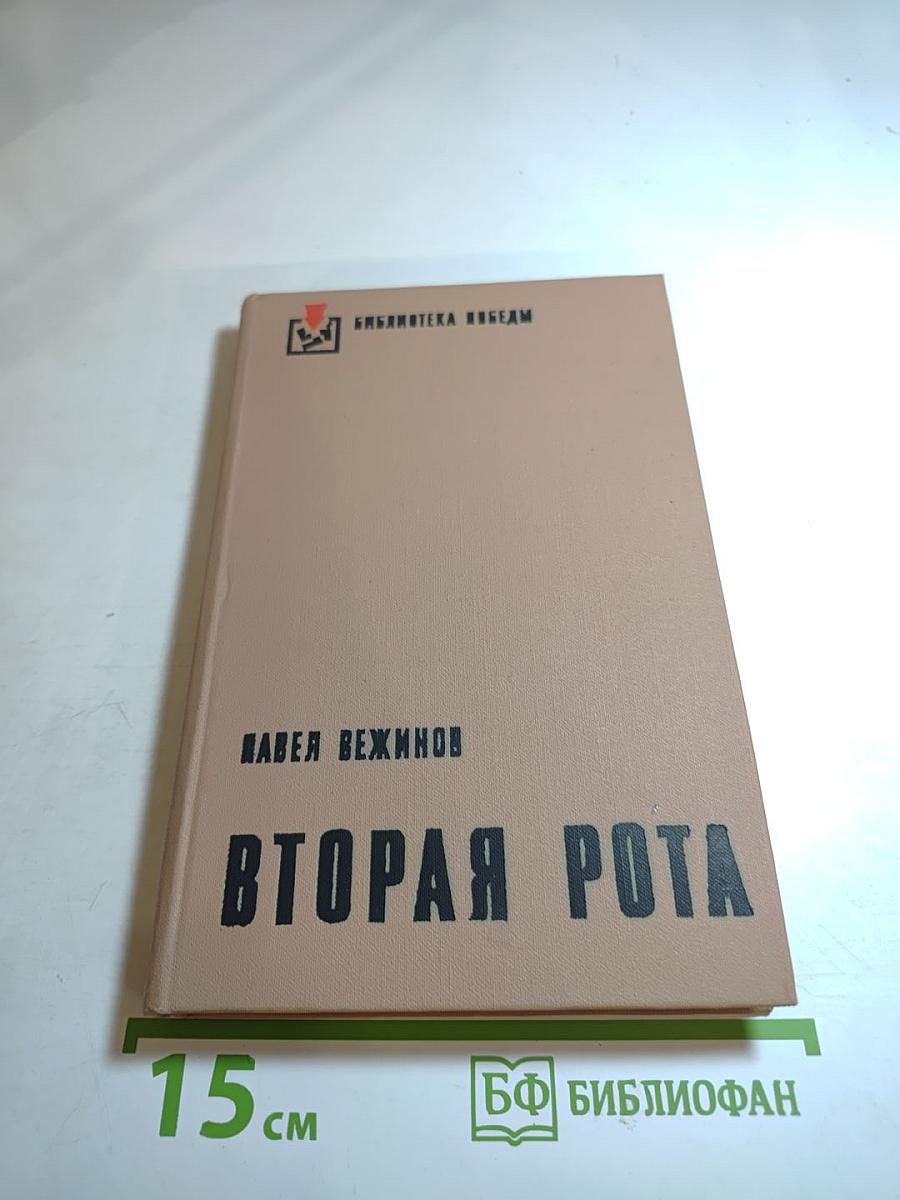 БИБЛИОТЕКА ПОБЕДЫ
ПАВЕЛ ВЕЖИНОВ
ВТОРАЯ РОТА
15 см
БФ БИБЛИОФАН